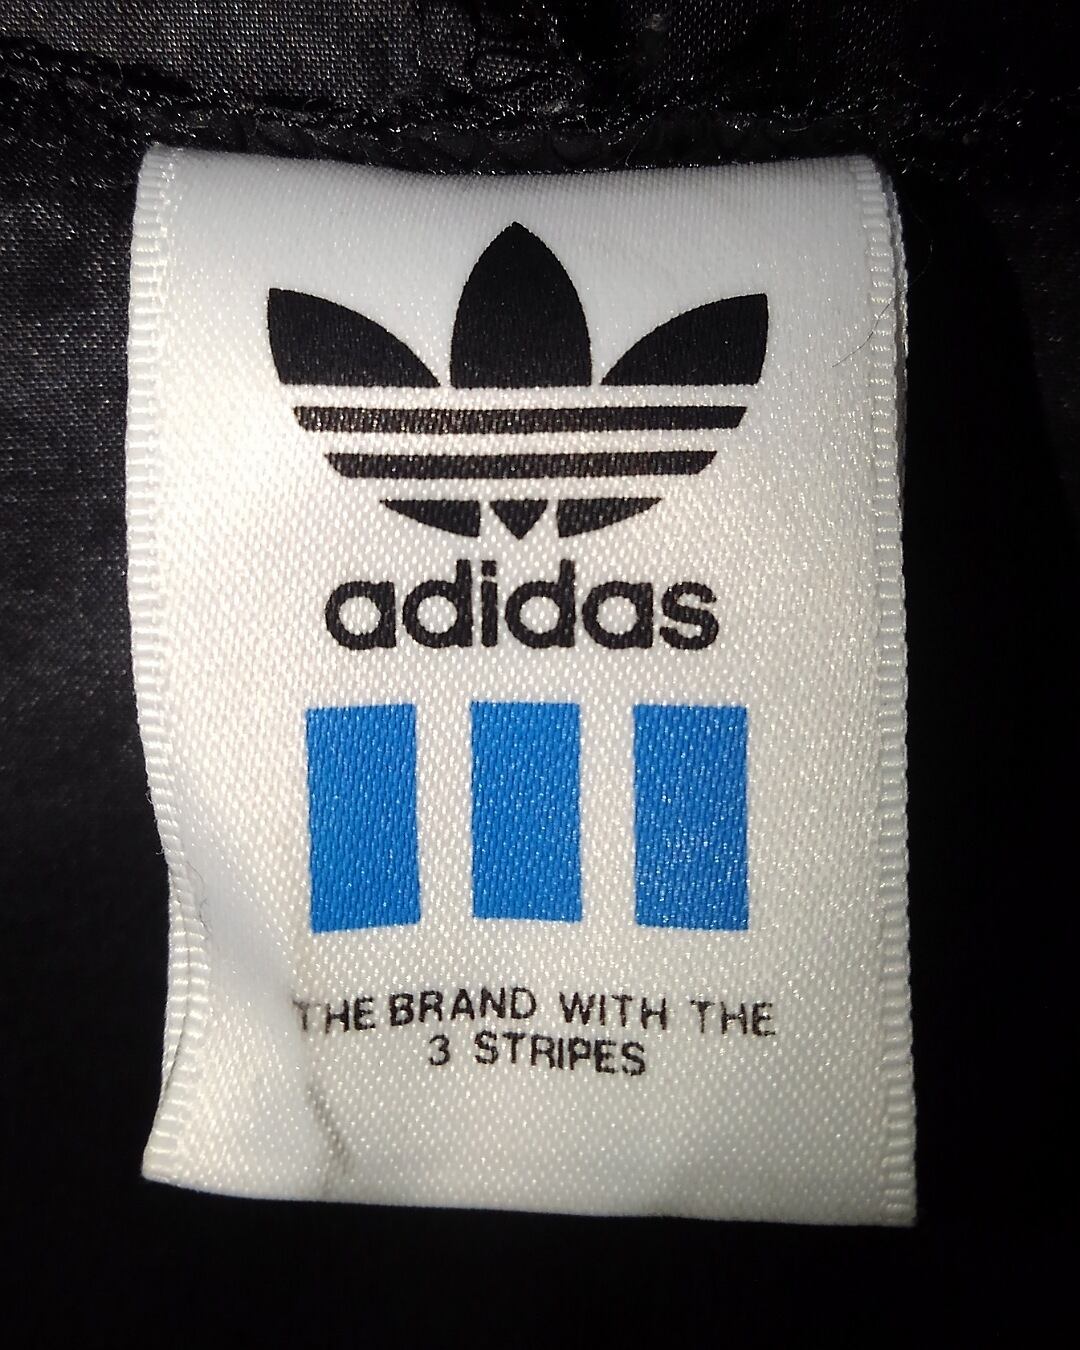 adidas
THE BRAND WITH THE
3 STRIPES